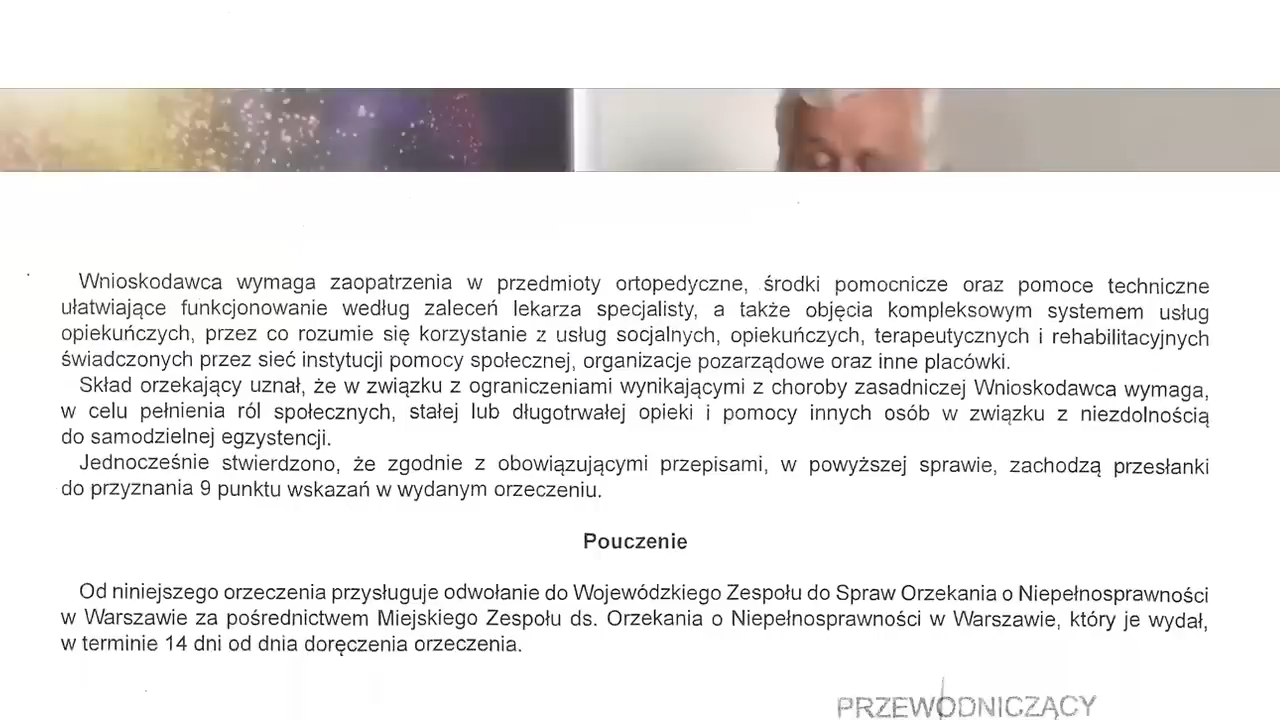 Wnioskodawca wymaga zaopatrzenia w przedmioty ortopedyczne, środki pomocnicze oraz pomoce techniczne
ułatwiające funkcjonowanie według zaleceń lekarza specjalisty, a także objęcia kompleksowym systemem usług
opiekuńczych, przez co rozumie się korzystanie z usług socjalnych, opiekuńczych, terapeutycznych i rehabilitacyjnych
świadczonych przez sieć instytucji pomocy społecznej, organizacje pozarządowe oraz inne placówki.
Skład orzekający uznał, że w związku z ograniczeniami wynikającymi z choroby zasadniczej Wnioskodawca wymaga,
w celu pełnienia ról społecznych, stałej lub długotrwałej opieki i pomocy innych osób w związku z niezdolnością
do samodzielnej egzystencji.
Jednocześnie stwierdzono, że zgodnie z obowiązującymi przepisami, w powyższej sprawie, zachodzą przesłanki
do przyznania 9 punktu wskazań w wydanym orzeczeniu.
Pouczenie
Od niniejszego orzeczenia przysługuje odwołanie do Wojewódzkiego Zespołu do Spraw Orzekania o Niepełnosprawności
w Warszawie za pośrednictwem Miejskiego Zespołu ds. Orzekania o Niepełnosprawności w Warszawie, który je wydał,
w terminie 14 dni od dnia doręczenia orzeczenia.
PRZEWODNICZĄCY